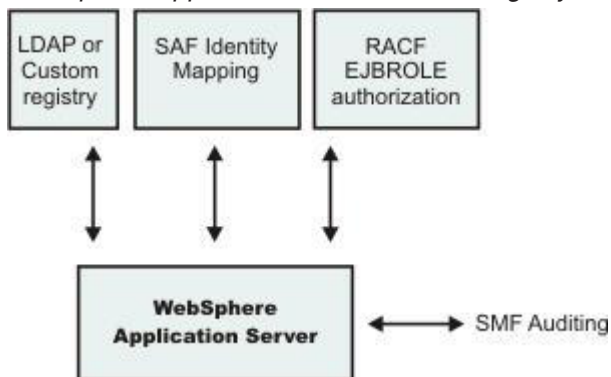 LDAP or
Custom
registry
SAF Identity
Mapping
RACF
EJBROLE
authorization
WebSphere
Application Server
SMF Auditing